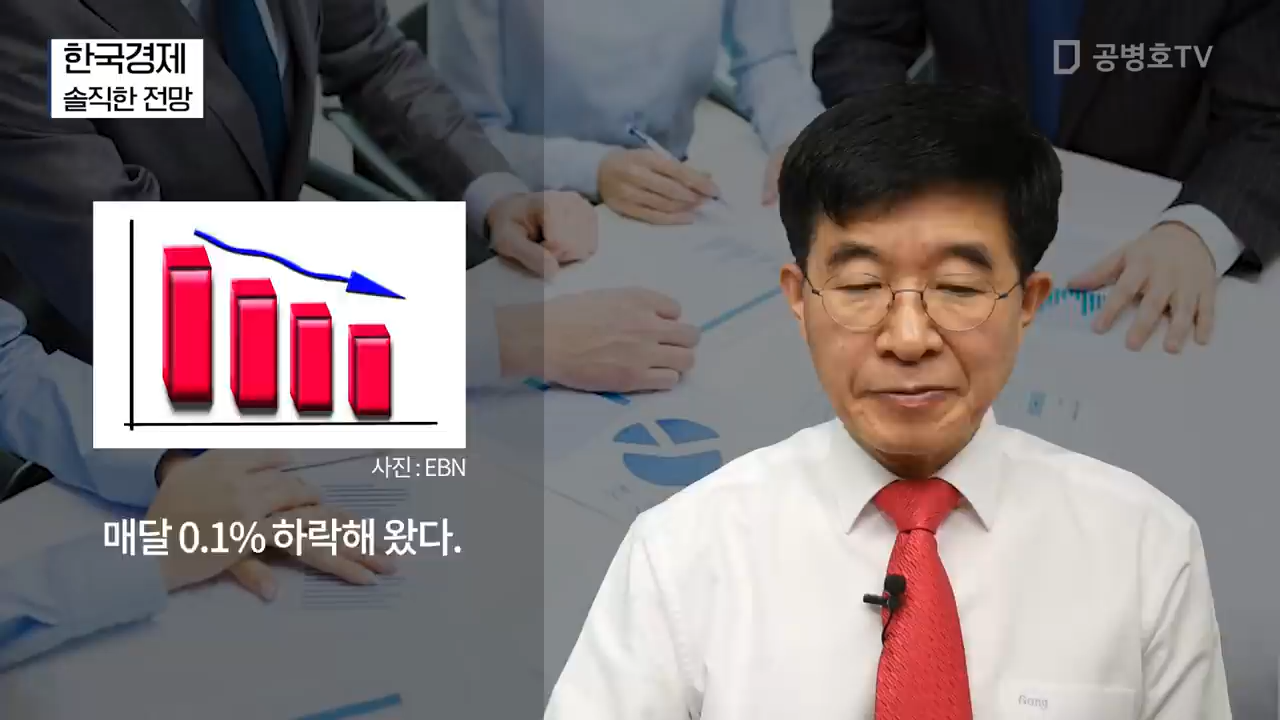 한국경제
솔직한 전망
공병호TV
사진 : EBN
매달 0.1% 하락해 왔다.
Gong